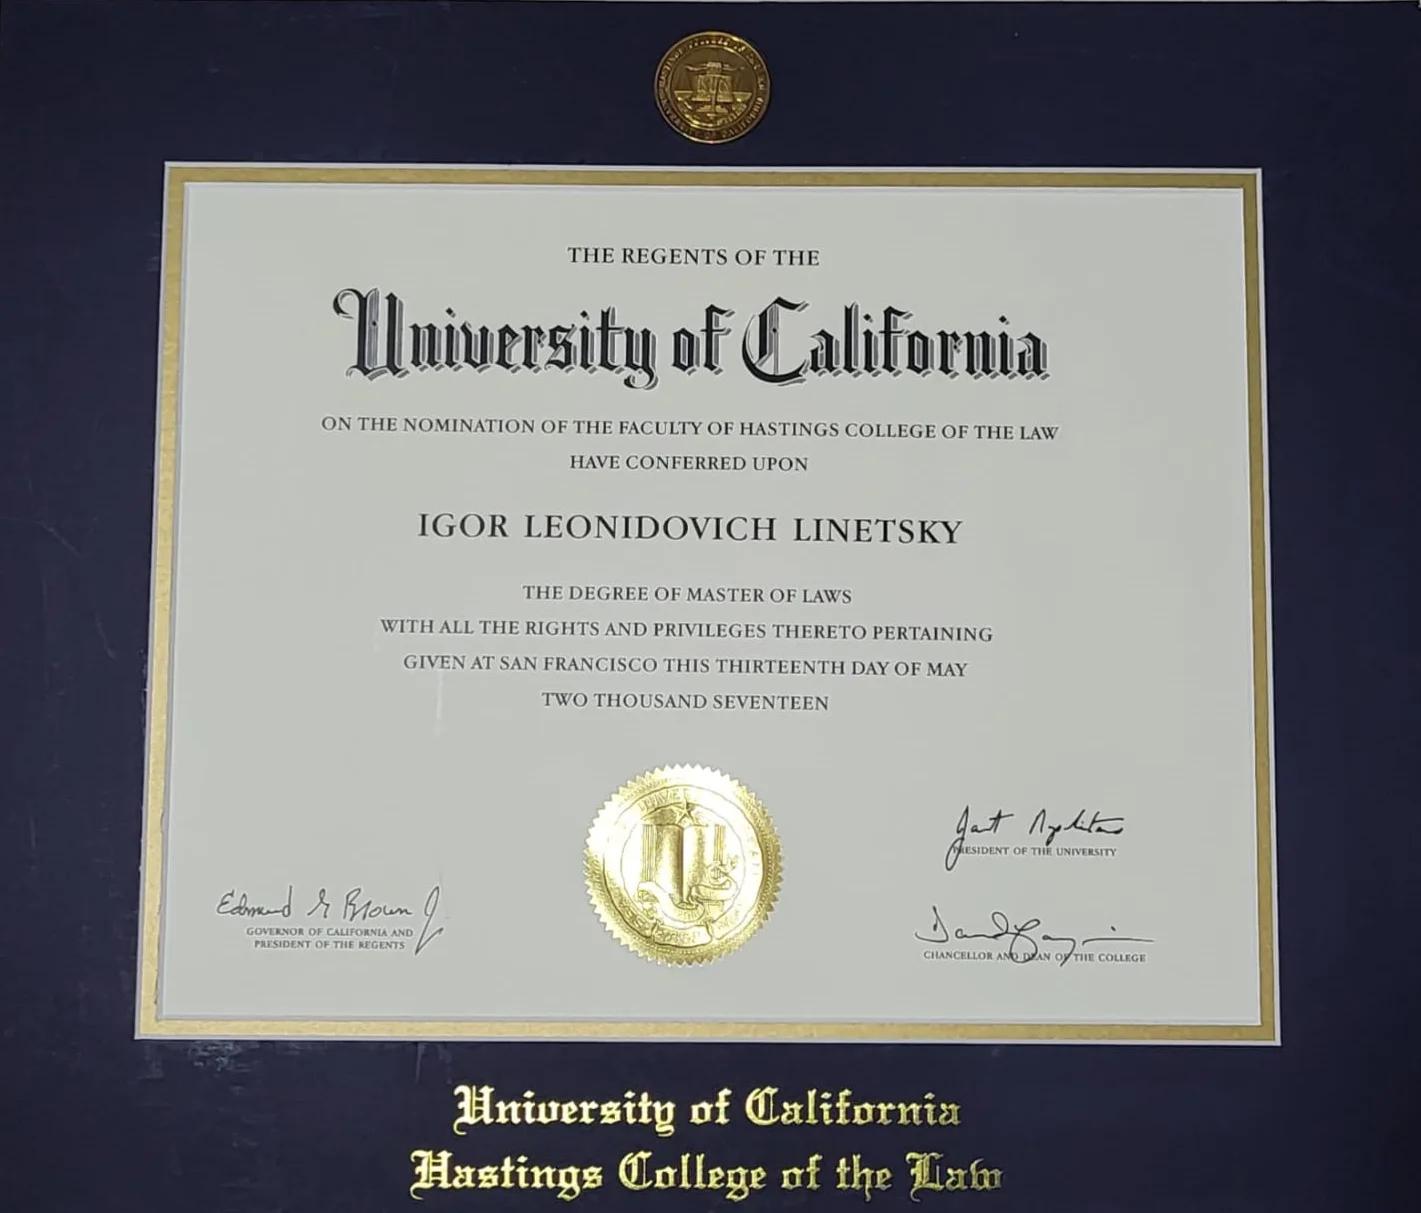 THE REGENTS OF THE
University of California
ON THE NOMINATION OF THE FACULTY OF HASTINGS COLLEGE OF THE LAW
HAVE CONFERRED UPON
IGOR LEONIDOVICH LINETSKY
THE DEGREE OF MASTER OF LAWS
WITH ALL THE RIGHTS AND PRIVILEGES THERETO PERTAINING
GIVEN AT SAN FRANCISCO THIS THIRTEENTH DAY OF MAY
TWO THOUSAND SEVENTEEN
PRESIDENT OF THE UNIVERSITY
Edmund G Brown Jr
GOVERNOR OF CALIFORNIA AND
PRESIDENT OF THE REGENTS
CHANCELLOR AND DEAN OF THE COLLEGE
University of California
Hastings College of the Law